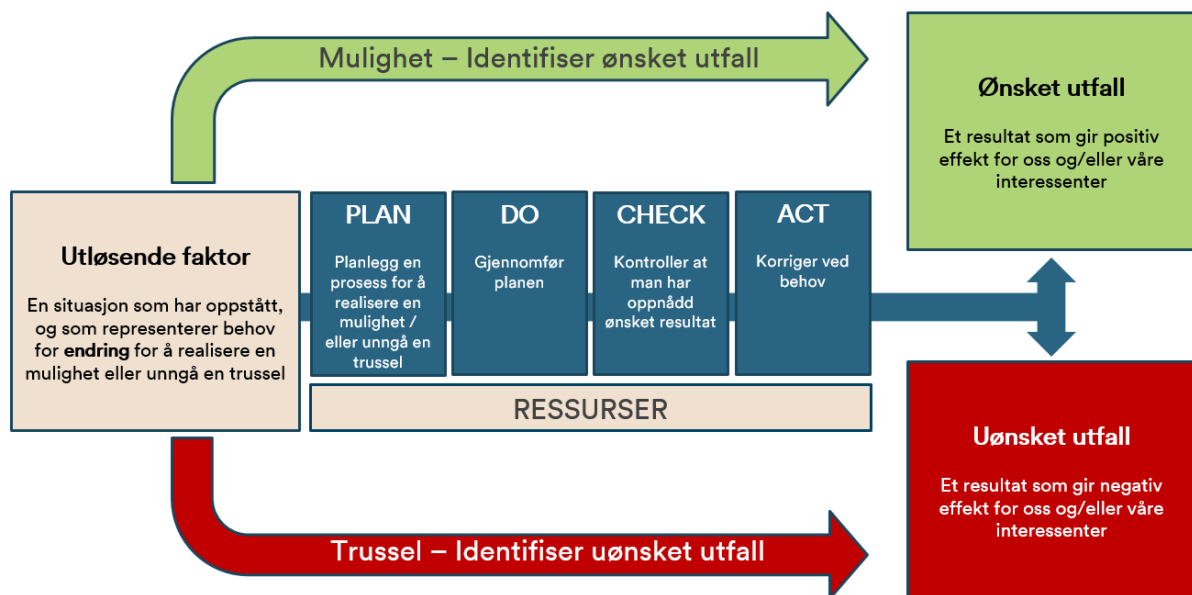 Mulighet – Identifiser ønsket utfall
Ønsket utfall
Et resultat som gir positiv
effekt for oss og/eller våre
interessenter
Utløsende faktor
En situasjon som har oppstått,
og som representerer behov
for endring for å realisere en
mulighet eller unngå en trussel
PLAN
Planlegg en
prosess for å
realisere en
mulighet /
eller unngå en
trussel
DO
Gjennomfør
planen
CHECK
Kontroller at
man har
oppnådd
ønsket resultat
ACT
Korriger ved
behov
RESSURSER
Uønsket utfall
Et resultat som gir negativ
effekt for oss og/eller våre
interessenter
Trussel – Identifiser uønsket utfall